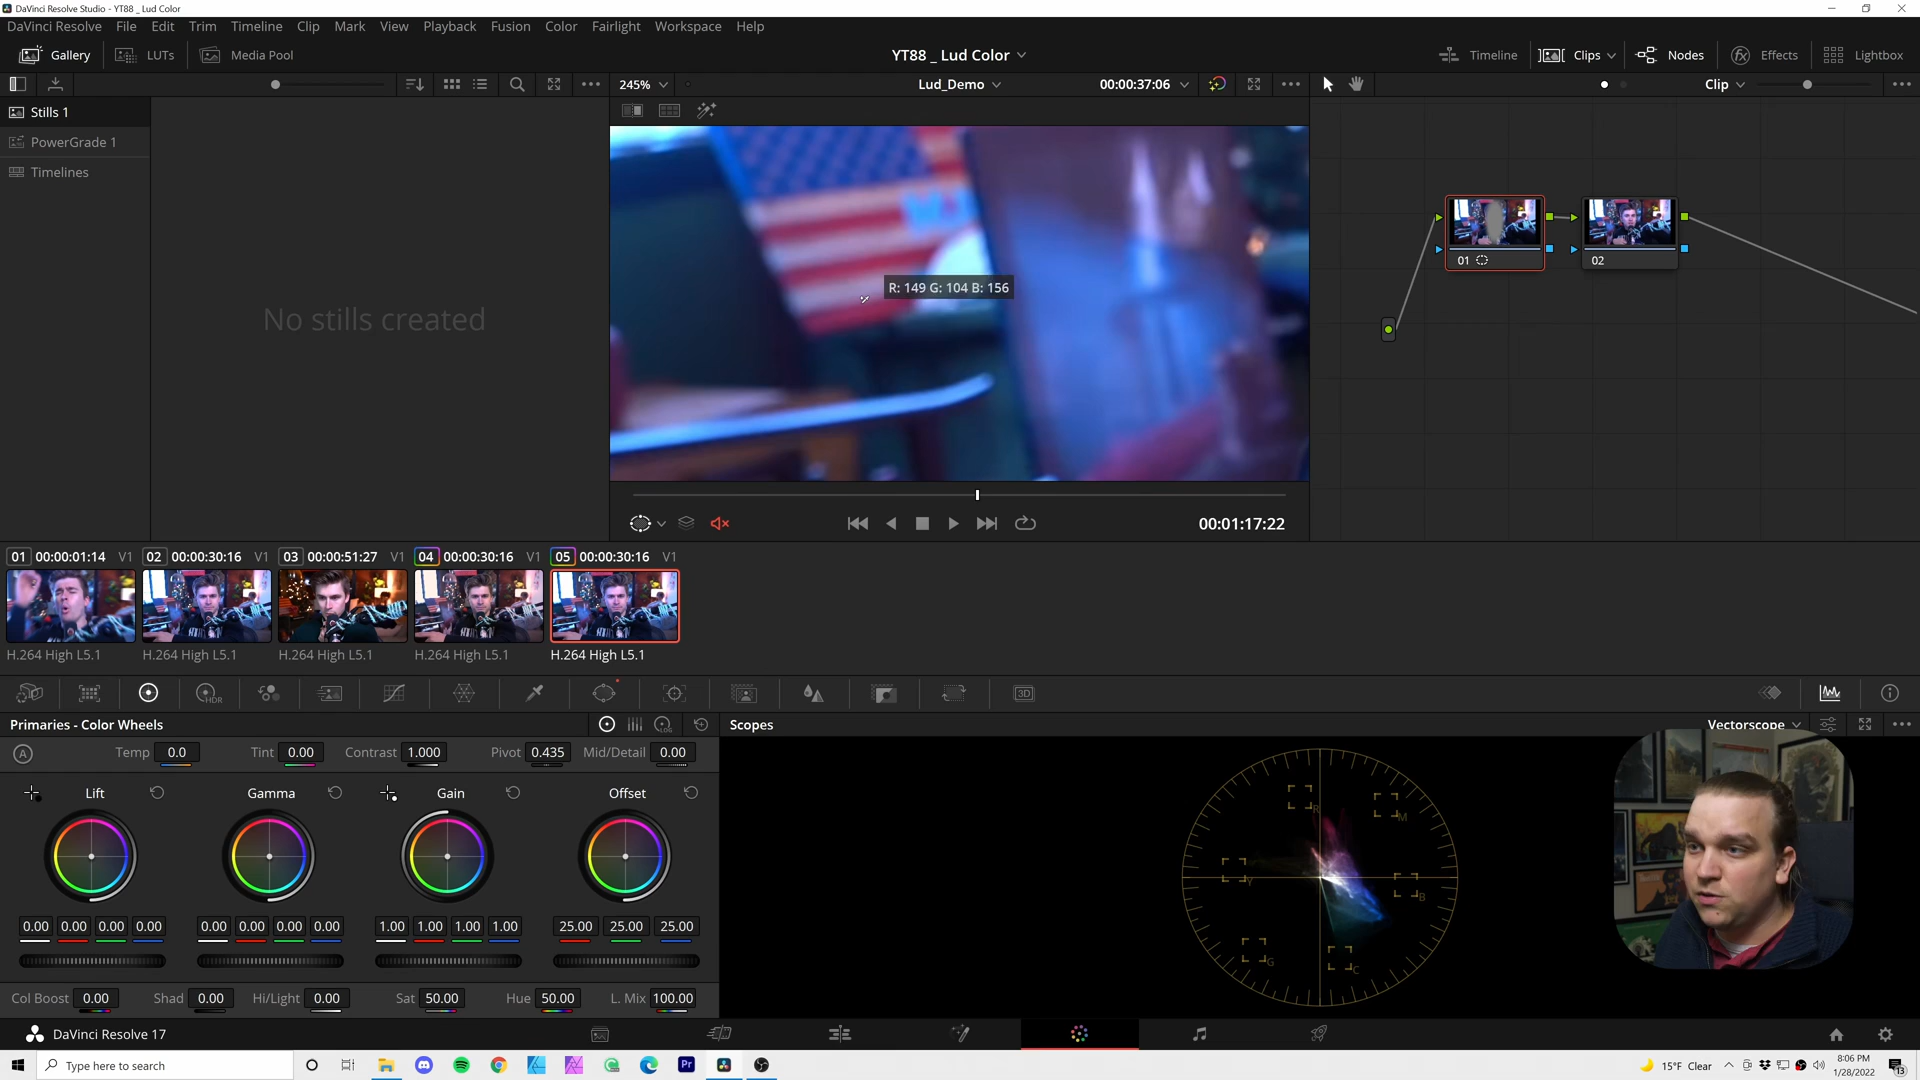 DaVinci Resolve Studio - YT88 _ Lud Color
DaVinci Resolve File Edit Trim Timeline Clip Mark View Playback Fusion Color Fairlight Workspace Help
Gallery LUTs Media Pool YT88 _ Lud Color Timeline Clips Nodes Effects Lightbox
245% Lud_Demo 00:00:37:06 Clip
Stills 1
PowerGrade 1
Timelines
No stills created
R: 149 G: 104 B: 156
01 02
00:01:17:22
01 00:00:01:14 V1 02 00:00:30:16 V1 03 00:00:51:27 V1 04 00:00:30:16 V1 05 00:00:30:16 V1
H.264 High L5.1 H.264 High L5.1 H.264 High L5.1 H.264 High L5.1 H.264 High L5.1
HDR 3D
Primaries - Color Wheels LOG Scopes Vectorscope
A Temp 0.0 Tint 0.00 Contrast 1.000 Pivot 0.435 Mid/Detail 0.00
Lift Gamma Gain Offset
R M
Y B
G C
0.00 0.00 0.00 0.00 0.00 0.00 0.00 0.00 1.00 1.00 1.00 1.00 25.00 25.00 25.00
Col Boost 0.00 Shad 0.00 Hi/Light 0.00 Sat 50.00 Hue 50.00 L. Mix 100.00
DaVinci Resolve 17
Type here to search Pr 15°F Clear 8:06 PM
1/28/2022 13